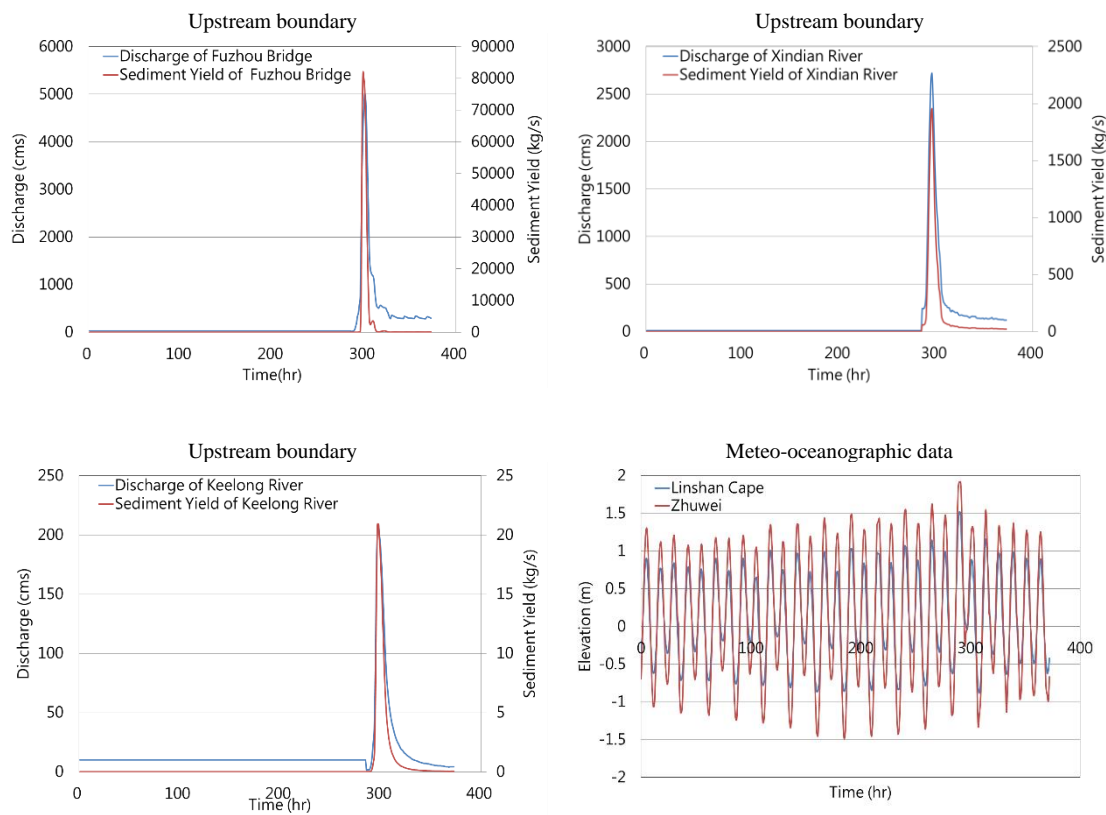 Upstream boundary
6000
5000
4000
3000
2000
1000
0
Discharge (cms)
Discharge of Fuzhou Bridge
Sediment Yield of Fuzhou Bridge
90000
80000
70000
60000
50000
40000
30000
20000
10000
0
Sediment Yield (kg/s)
0 100 200 300 400
Time(hr)
Upstream boundary
3000
2500
2000
1500
1000
500
0
Discharge (cms)
Discharge of Xindian River
Sediment Yield of Xindian River
2500
2000
1500
1000
500
0
Sediment Yield (kg/s)
0 100 200 300 400
Time (hr)
Upstream boundary
250
200
150
100
50
0
Discharge (cms)
Discharge of Keelong River
Sediment Yield of Keelong River
25
20
15
10
5
0
Sediment Yield (kg/s)
0 100 200 300 400
Time (hr)
Meteo-oceanographic data
2
1.5
1
0.5
0
-0.5
-1
-1.5
-2
Elevation (m)
Linshan Cape
Zhuwei
0 100 200 300 400
Time (hr)